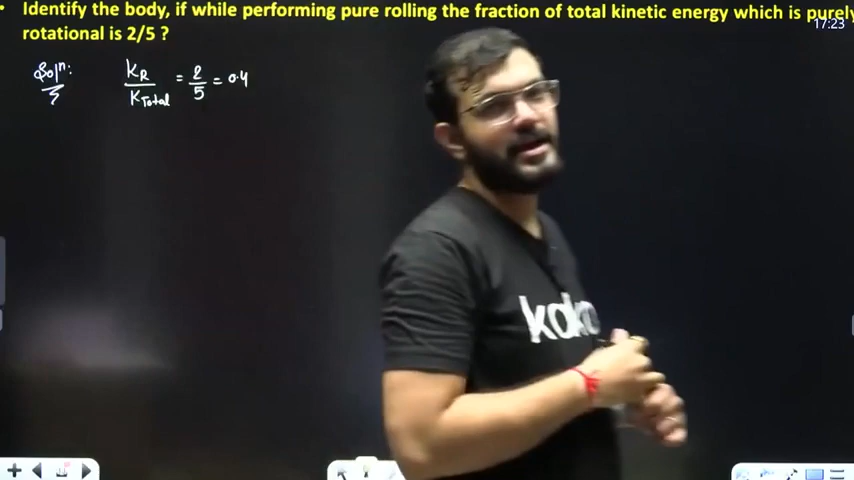 • Identify the body, if while performing pure rolling the fraction of total kinetic energy which is purely
rotational is 2/5 ?
17:23
Solⁿ: K_R / K_Total = 2/5 = 0.4